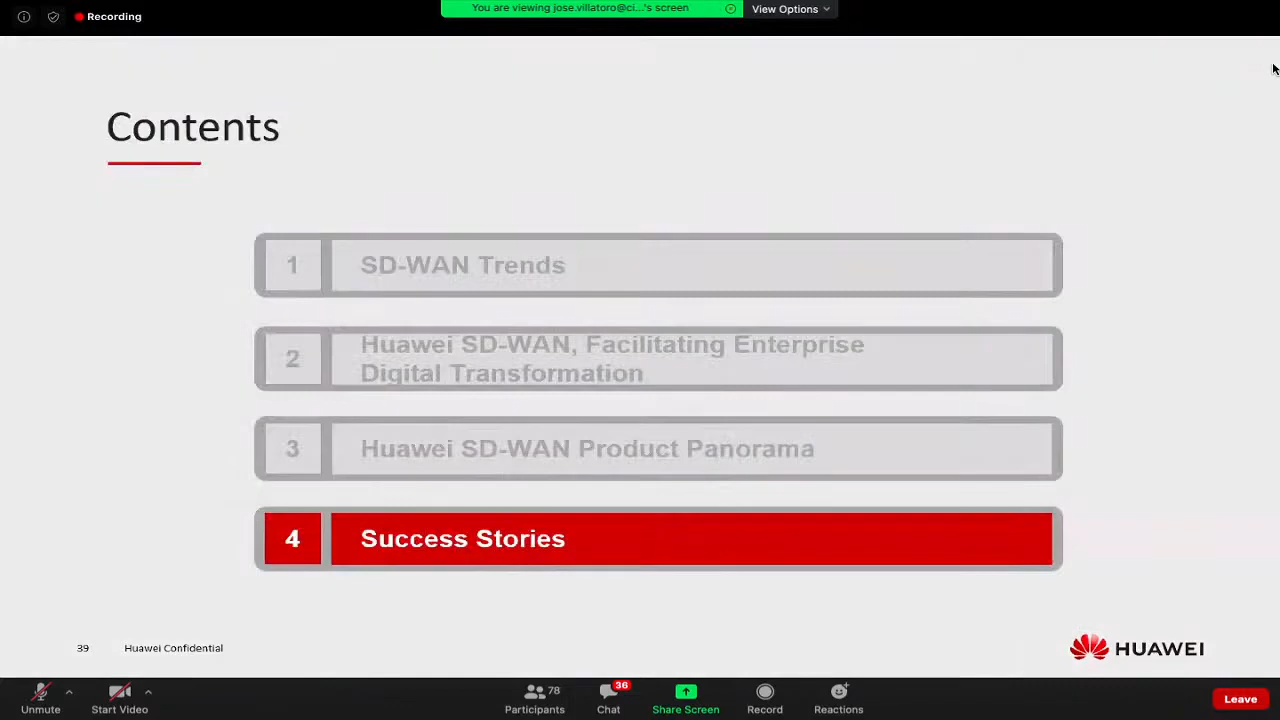 Recording
You are viewing jose.villatoro@ci...'s screen
View Options
Contents
1
SD-WAN Trends
2
Huawei SD-WAN, Facilitating Enterprise
Digital Transformation
3
Huawei SD-WAN Product Panorama
4
Success Stories
39
Huawei Confidential
HUAWEI
Unmute
Start Video
78
Participants
36
Chat
Share Screen
Record
Reactions
Leave